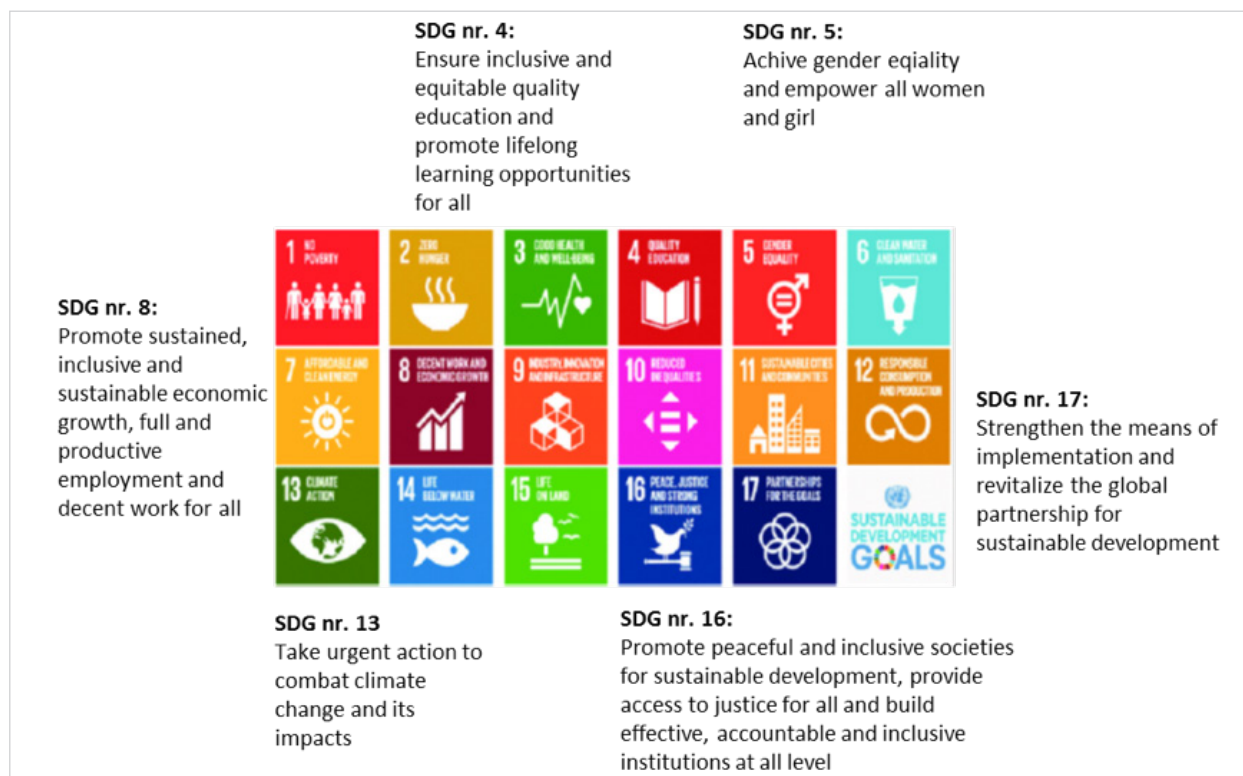 SDG nr. 4:
Ensure inclusive and
equitable quality
education and
promote lifelong
learning opportunities
for all
SDG nr. 5:
Achive gender eqiality
and empower all women
and girl
SDG nr. 8:
Promote sustained,
inclusive and
sustainable economic
growth, full and
productive
employment and
decent work for all
1 NO
POVERTY
2 ZERO
HUNGER
3 GOOD HEALTH
AND WELL-BEING
4 QUALITY
EDUCATION
5 GENDER
EQUALITY
6 CLEAN WATER
AND SANITATION
7 AFFORDABLE AND
CLEAN ENERGY
8 DECENT WORK AND
ECONOMIC GROWTH
9 INDUSTRY, INNOVATION
AND INFRASTRUCTURE
10 REDUCED
INEQUALITIES
11 SUSTAINABLE CITIES
AND COMMUNITIES
12 RESPONSIBLE
CONSUMPTION
AND PRODUCTION
13 CLIMATE
ACTION
14 LIFE
BELOW WATER
15 LIFE
ON LAND
16 PEACE, JUSTICE
AND STRONG
INSTITUTIONS
17 PARTNERSHIPS
FOR THE GOALS
SUSTAINABLE
DEVELOPMENT
GOALS
SDG nr. 17:
Strengthen the means of
implementation and
revitalize the global
partnership for
sustainable development
SDG nr. 13
Take urgent action to
combat climate
change and its
impacts
SDG nr. 16:
Promote peaceful and inclusive societies
for sustainable development, provide
access to justice for all and build
effective, accountable and inclusive
institutions at all level